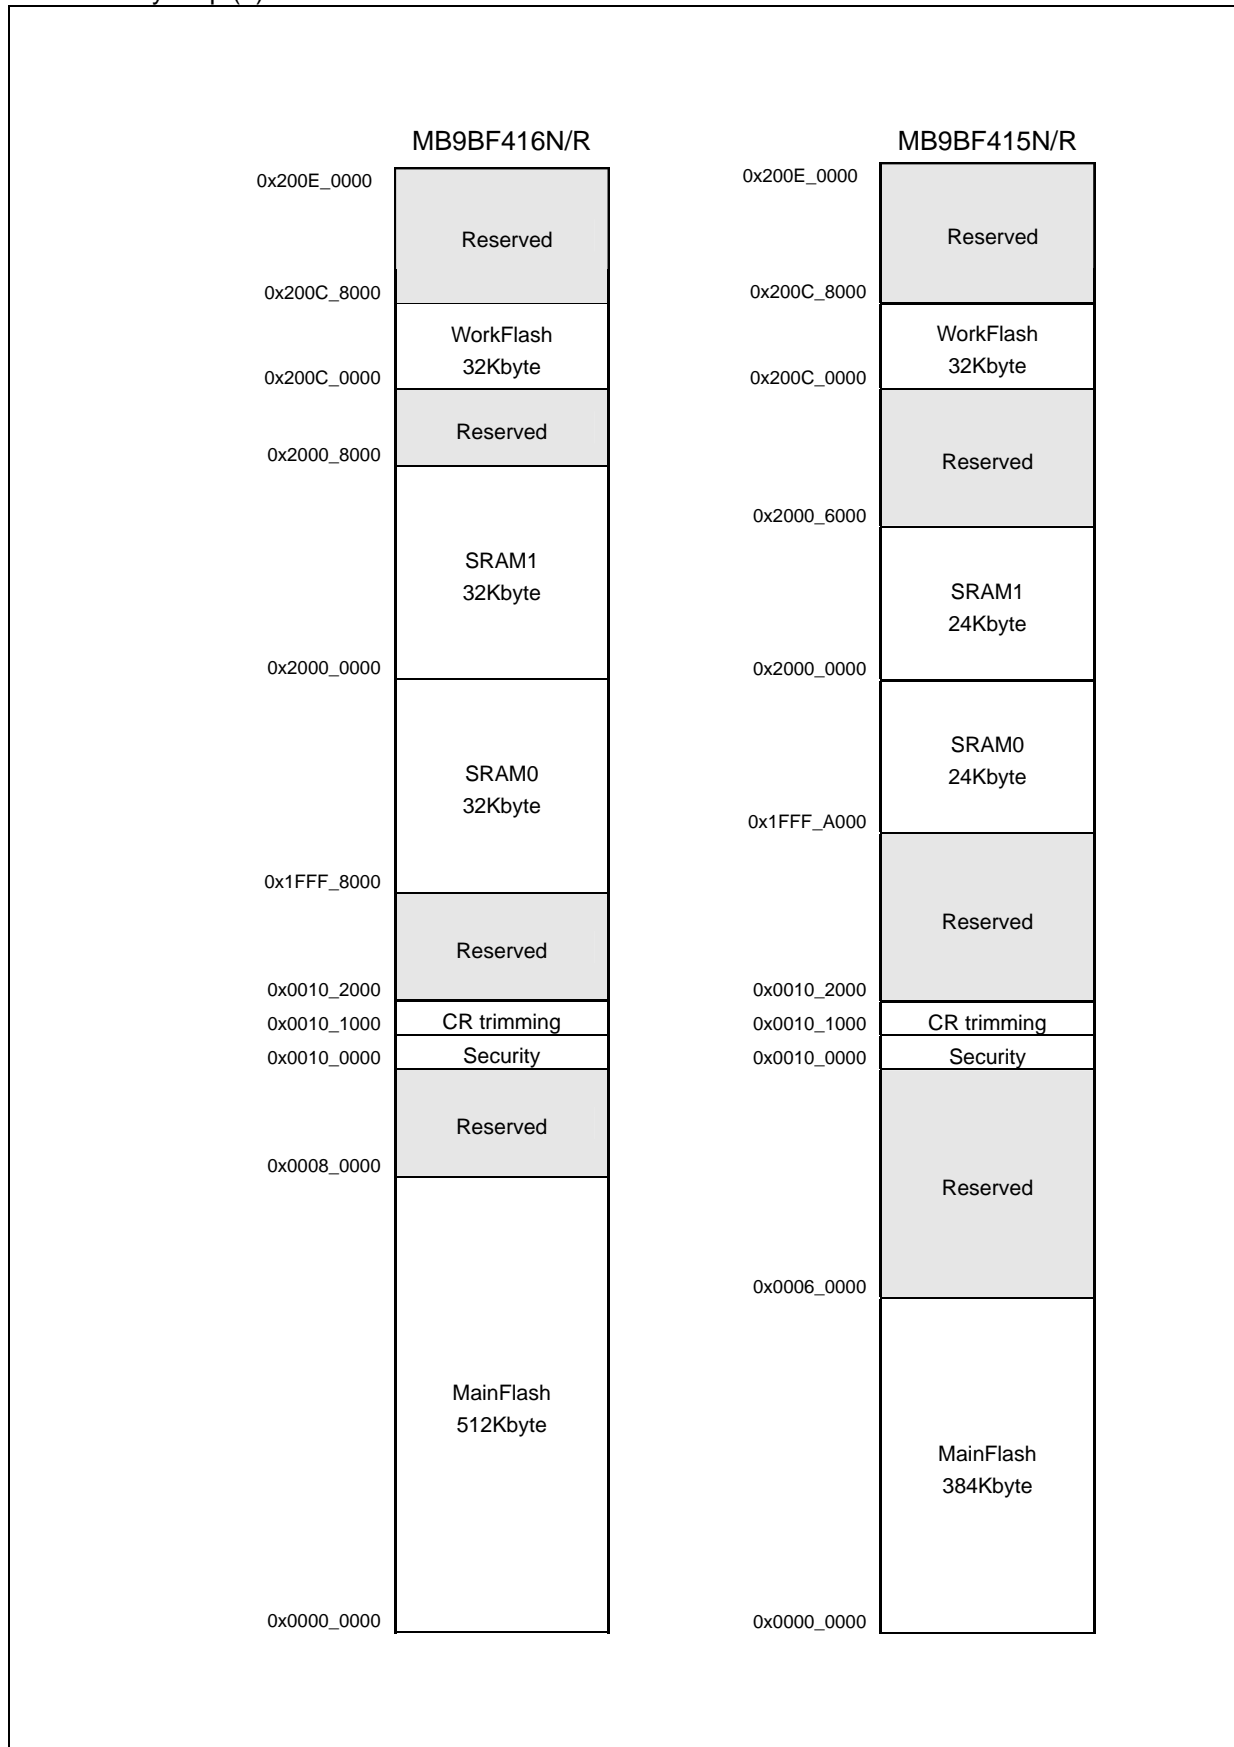 MB9BF416N/R
0x200E_0000
Reserved
0x200C_8000
WorkFlash
32Kbyte
0x200C_0000
Reserved
0x2000_8000
SRAM1
32Kbyte
0x2000_0000
SRAM0
32Kbyte
0x1FFF_8000
Reserved
0x0010_2000
CR trimming
0x0010_1000
Security
0x0010_0000
Reserved
0x0008_0000
MainFlash
512Kbyte
0x0000_0000
MB9BF415N/R
0x200E_0000
Reserved
0x200C_8000
WorkFlash
32Kbyte
0x200C_0000
Reserved
0x2000_6000
SRAM1
24Kbyte
0x2000_0000
SRAM0
24Kbyte
0x1FFF_A000
Reserved
0x0010_2000
CR trimming
0x0010_1000
Security
0x0010_0000
Reserved
0x0006_0000
MainFlash
384Kbyte
0x0000_0000